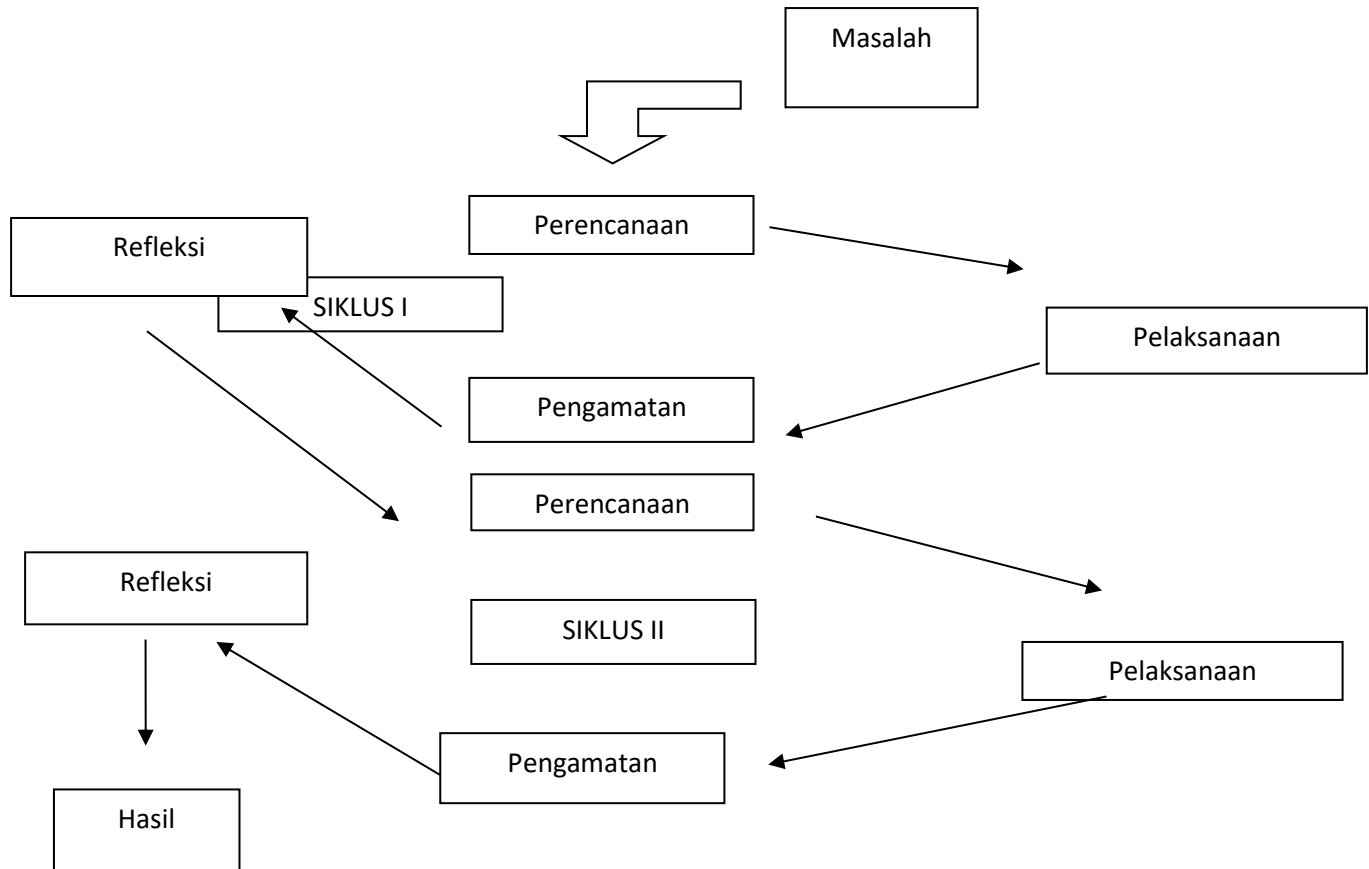 Masalah
Perencanaan
Refleksi
SIKLUS I
Pelaksanaan
Pengamatan
Perencanaan
Refleksi
SIKLUS II
Pelaksanaan
Pengamatan
Hasil